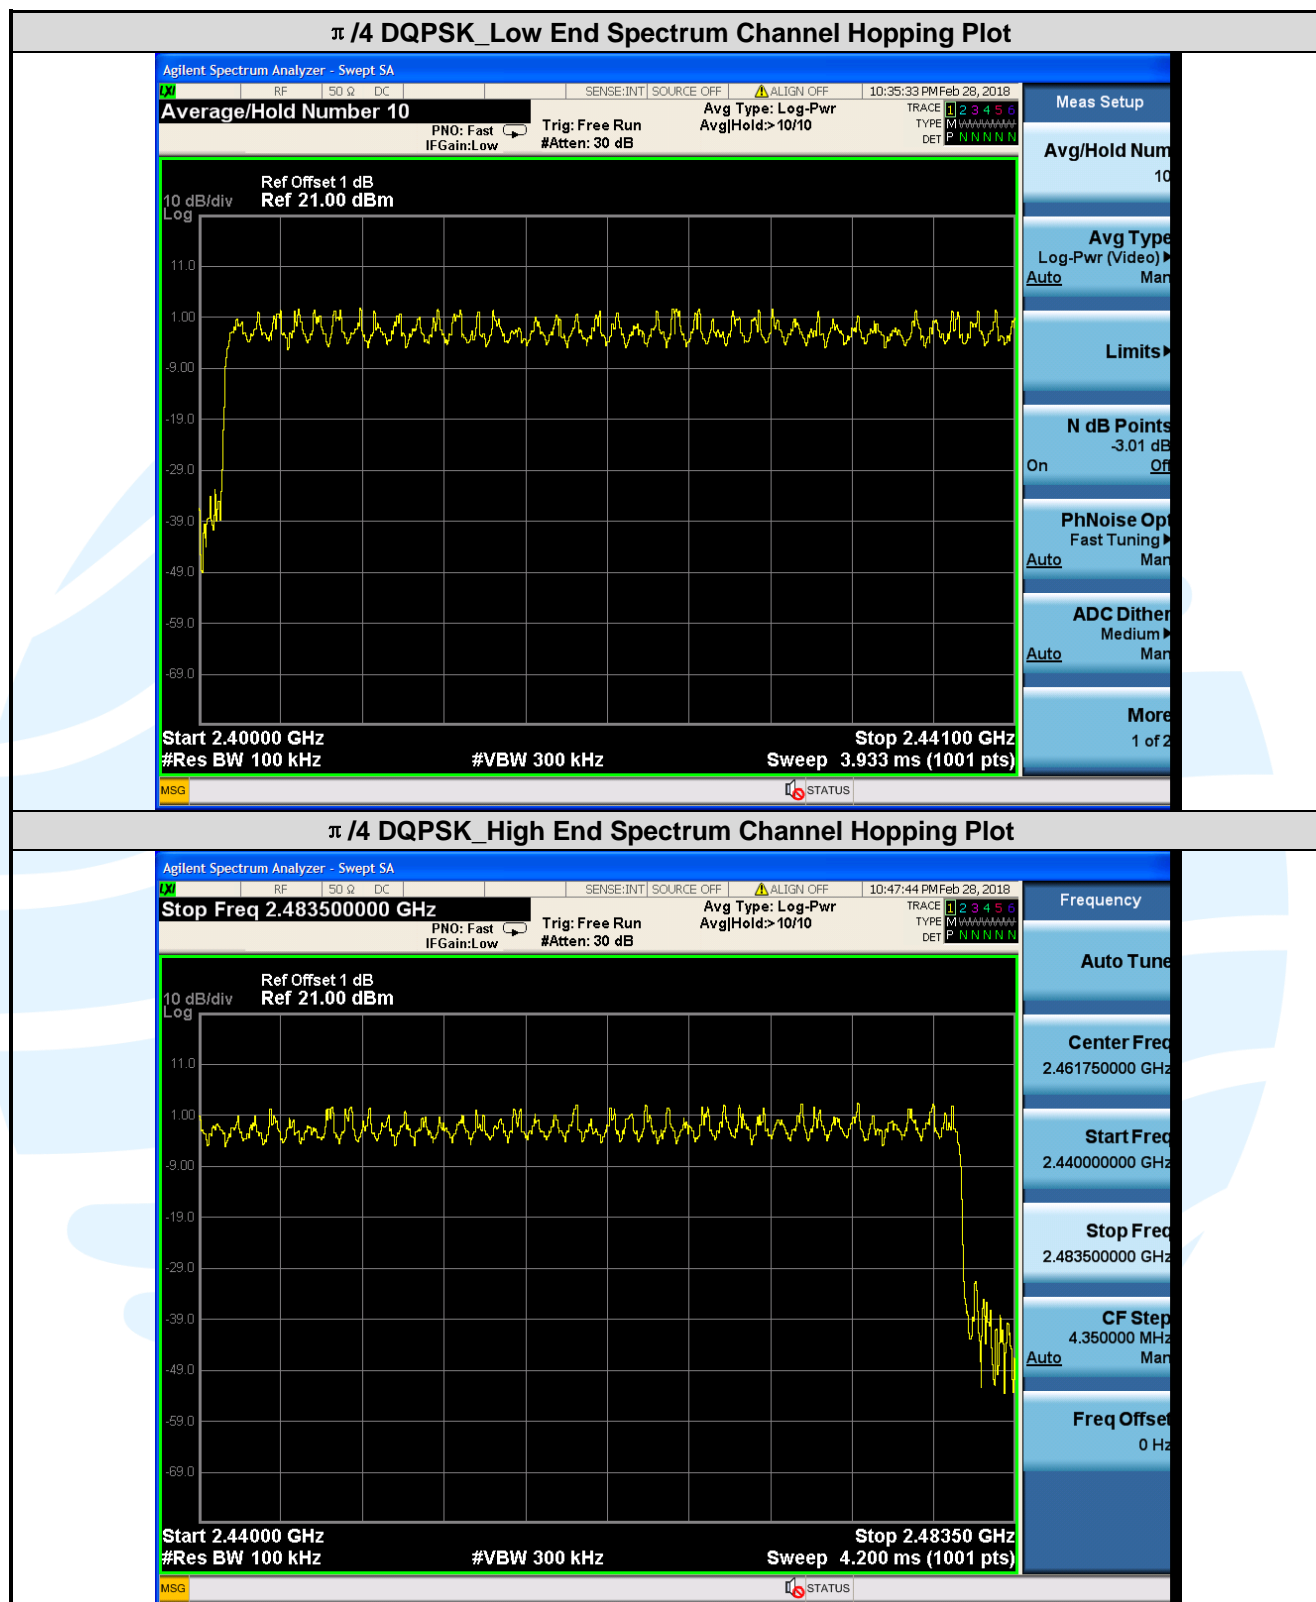 π/4 DQPSK_Low End Spectrum Channel Hopping Plot
Agilent Spectrum Analyzer - Swept SA
LXI RF 50 Ω DC SENSE:INT SOURCE OFF ALIGN OFF 10:35:33 PM Feb 28, 2018
Average/Hold Number 10
PNO: Fast
IFGain:Low
Trig: Free Run
#Atten: 30 dB
Avg Type: Log-Pwr
Avg|Hold:>10/10
TRACE 1 2 3 4 5 6
TYPE M WWWWW
DET P N N N N N
Ref Offset 1 dB
10 dB/div Ref 21.00 dBm
Log
11.0
1.00
-9.00
-19.0
-29.0
-39.0
-49.0
-59.0
-69.0
Start 2.40000 GHz Stop 2.44100 GHz
#Res BW 100 kHz #VBW 300 kHz Sweep 3.933 ms (1001 pts)
MSG STATUS
Meas Setup
Avg/Hold Num
10
Avg Type
Log-Pwr (Video)
Auto Man
Limits
N dB Points
-3.01 dB
On Off
PhNoise Opt
Fast Tuning
Auto Man
ADC Dither
Medium
Auto Man
More
1 of 2
π/4 DQPSK_High End Spectrum Channel Hopping Plot
Agilent Spectrum Analyzer - Swept SA
LXI RF 50 Ω DC SENSE:INT SOURCE OFF ALIGN OFF 10:47:44 PM Feb 28, 2018
Stop Freq 2.483500000 GHz
PNO: Fast
IFGain:Low
Trig: Free Run
#Atten: 30 dB
Avg Type: Log-Pwr
Avg|Hold:>10/10
TRACE 1 2 3 4 5 6
TYPE M WWWWW
DET P N N N N N
Ref Offset 1 dB
10 dB/div Ref 21.00 dBm
Log
11.0
1.00
-9.00
-19.0
-29.0
-39.0
-49.0
-59.0
-69.0
Start 2.44000 GHz Stop 2.48350 GHz
#Res BW 100 kHz #VBW 300 kHz Sweep 4.200 ms (1001 pts)
MSG STATUS
Frequency
Auto Tune
Center Freq
2.461750000 GHz
Start Freq
2.440000000 GHz
Stop Freq
2.483500000 GHz
CF Step
4.350000 MHz
Auto Man
Freq Offset
0 Hz